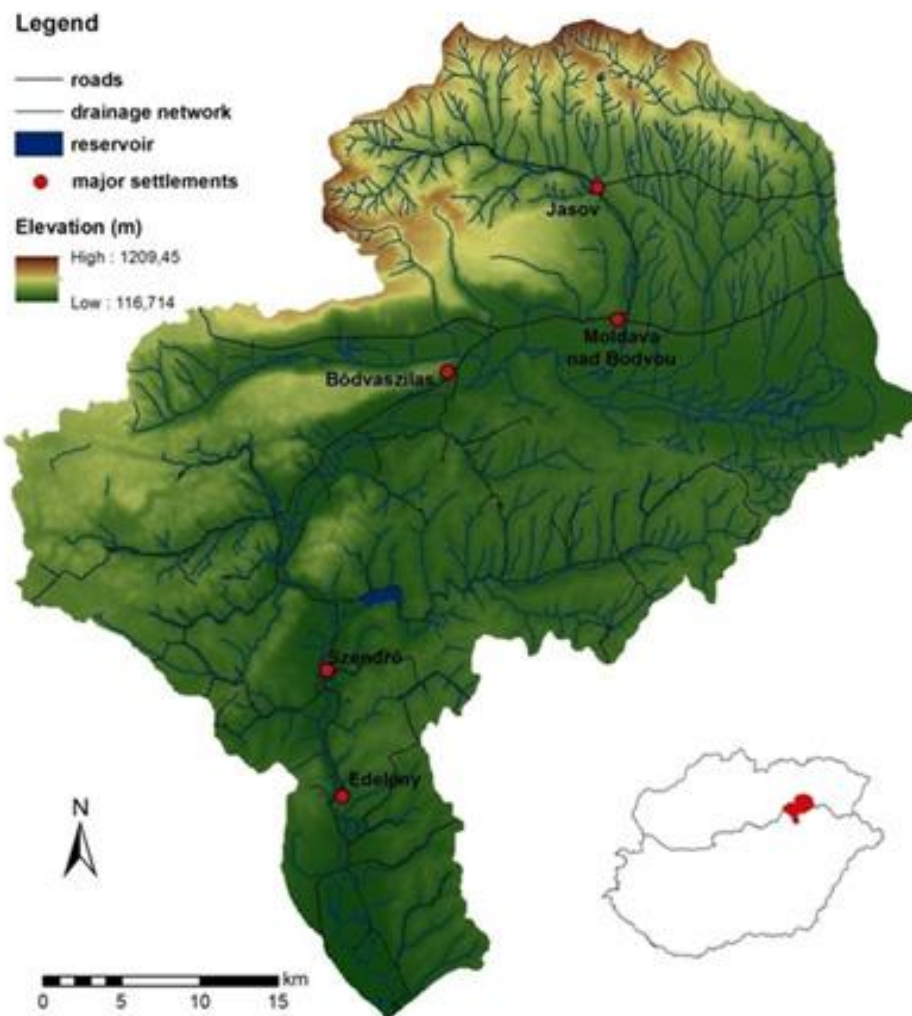 Legend
roads
drainage network
reservoir
major settlements
Elevation (m)
High : 1209,45
Low : 116,714
Jasov
Moldava
nad Bodvou
Bódvaszilas
Szendrő
Edelpny
N
km
0 5 10 15